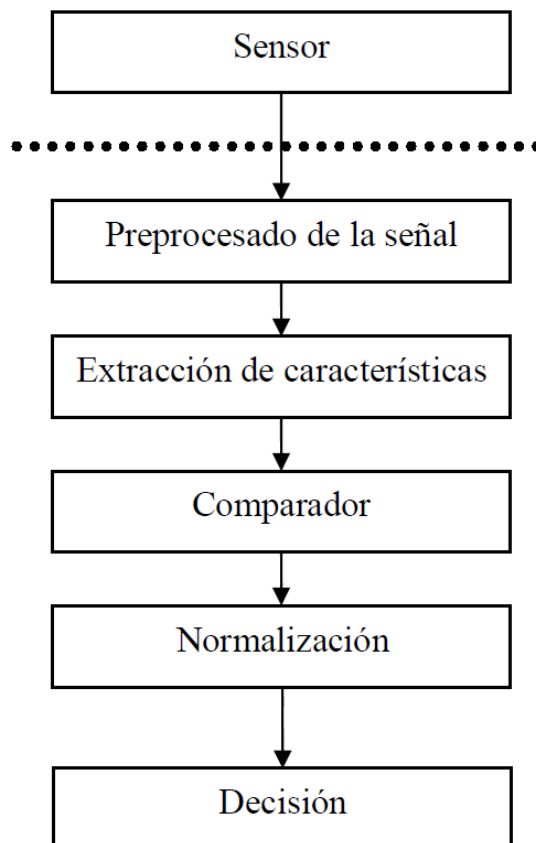 Sensor
Preprocesado de la señal
Extracción de características
Comparador
Normalización
Decisión